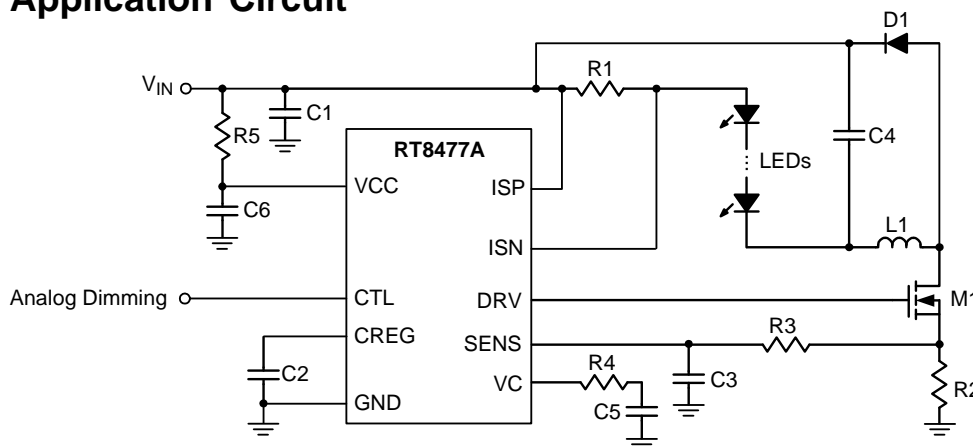 Application Circuit
D1
R1
V_IN
C1
R5
C4
RT8477A
LEDs
VCC
ISP
C6
L1
ISN
Analog Dimming
CTL
DRV
M1
CREG
R3
SENS
R4
C2
VC
C3
R2
GND
C5